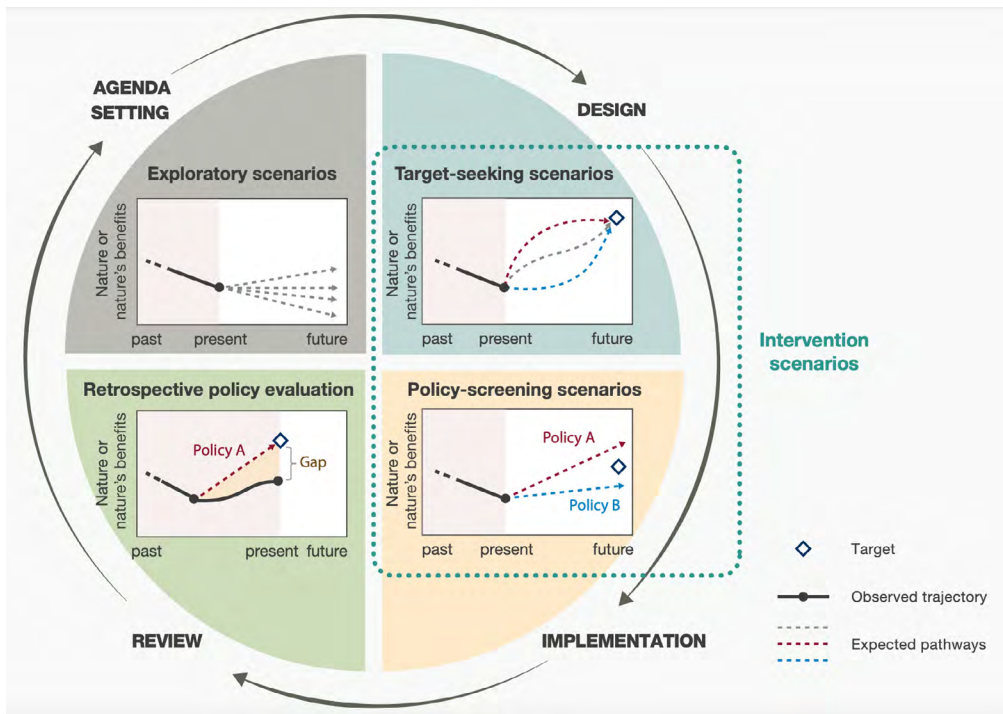 AGENDA
SETTING
DESIGN
Exploratory scenarios
Nature or
nature's benefits
past present future
Target-seeking scenarios
Nature or
nature's benefits
past present future
Intervention
scenarios
Retrospective policy evaluation
Nature or
nature's benefits
Policy A
Gap
past present future
Policy-screening scenarios
Nature or
nature's benefits
Policy A
Policy B
past present future
Target
Observed trajectory
Expected pathways
REVIEW
IMPLEMENTATION